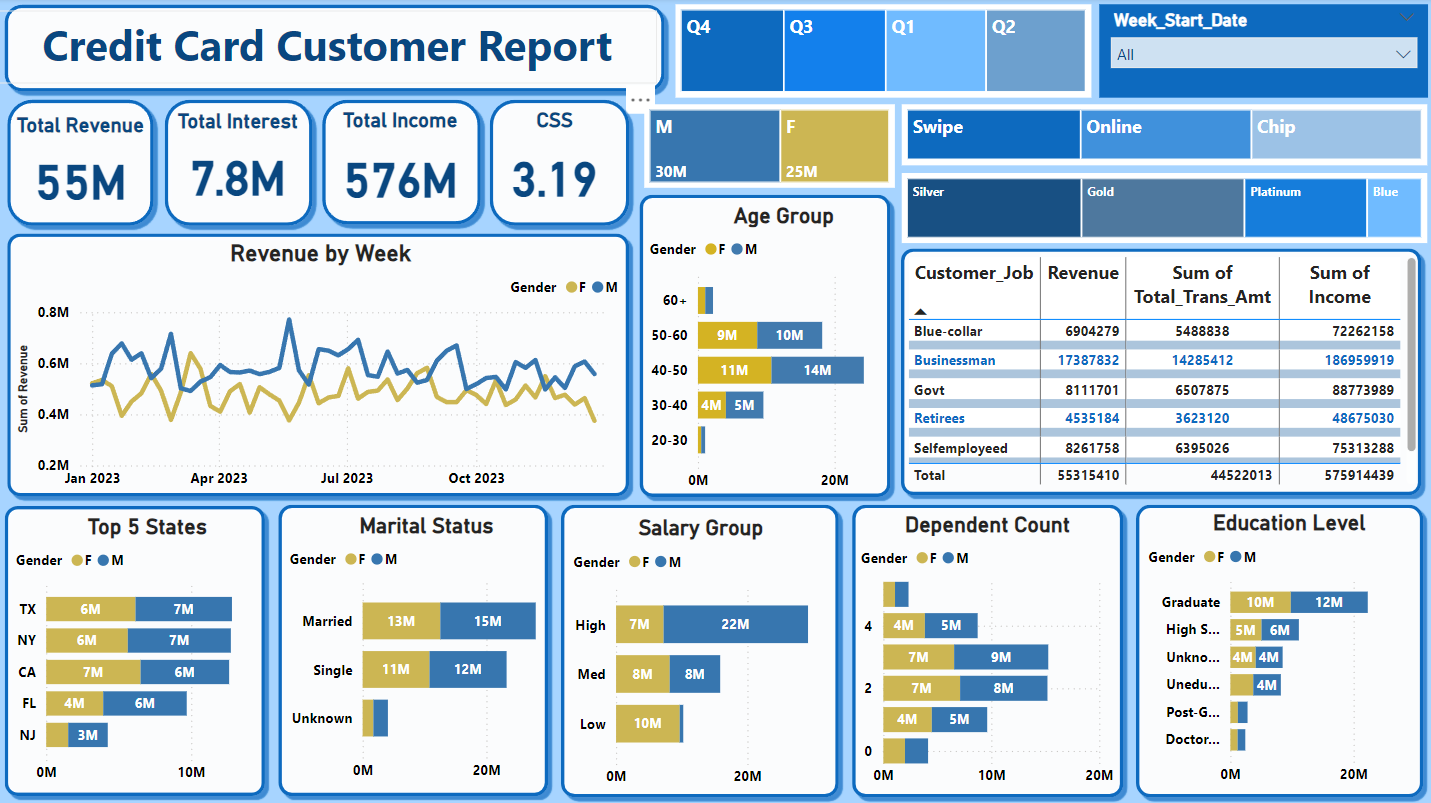 Credit Card Customer Report
Q4
Q3
Q1
Q2
Week_Start_Date
All
Total Revenue
55M
Total Interest
7.8M
Total Income
576M
CSS
3.19
M
30M
F
25M
Swipe
Online
Chip
Silver
Gold
Platinum
Blue
Revenue by Week
Gender F M
Sum of Revenue
0.8M
0.6M
0.4M
0.2M
Jan 2023 Apr 2023 Jul 2023 Oct 2023
Age Group
Gender F M
60+
50-60 9M 10M
40-50 11M 14M
30-40 4M 5M
20-30
0M 20M
Customer_Job Revenue Sum of Total_Trans_Amt Sum of Income
Blue-collar 6904279 5488838 72262158
Businessman 17387832 14285412 186959919
Govt 8111701 6507875 88773989
Retirees 4535184 3623120 48675030
Selfemployeed 8261758 6395026 75313288
Total 55315410 44522013 575914439
Top 5 States
Gender F M
TX 6M 7M
NY 6M 7M
CA 7M 6M
FL 4M 6M
NJ 3M
0M 10M
Marital Status
Gender F M
Married 13M 15M
Single 11M 12M
Unknown
0M 20M
Salary Group
Gender F M
High 7M 22M
Med 8M 8M
Low 10M
0M 20M
Dependent Count
Gender F M
4 4M 5M
7M 9M
2 7M 8M
4M 5M
0
0M 10M 20M
Education Level
Gender F M
Graduate 10M 12M
High S... 5M 6M
Unkno... 4M 4M
Unedu... 4M
Post-G...
Doctor...
0M 20M